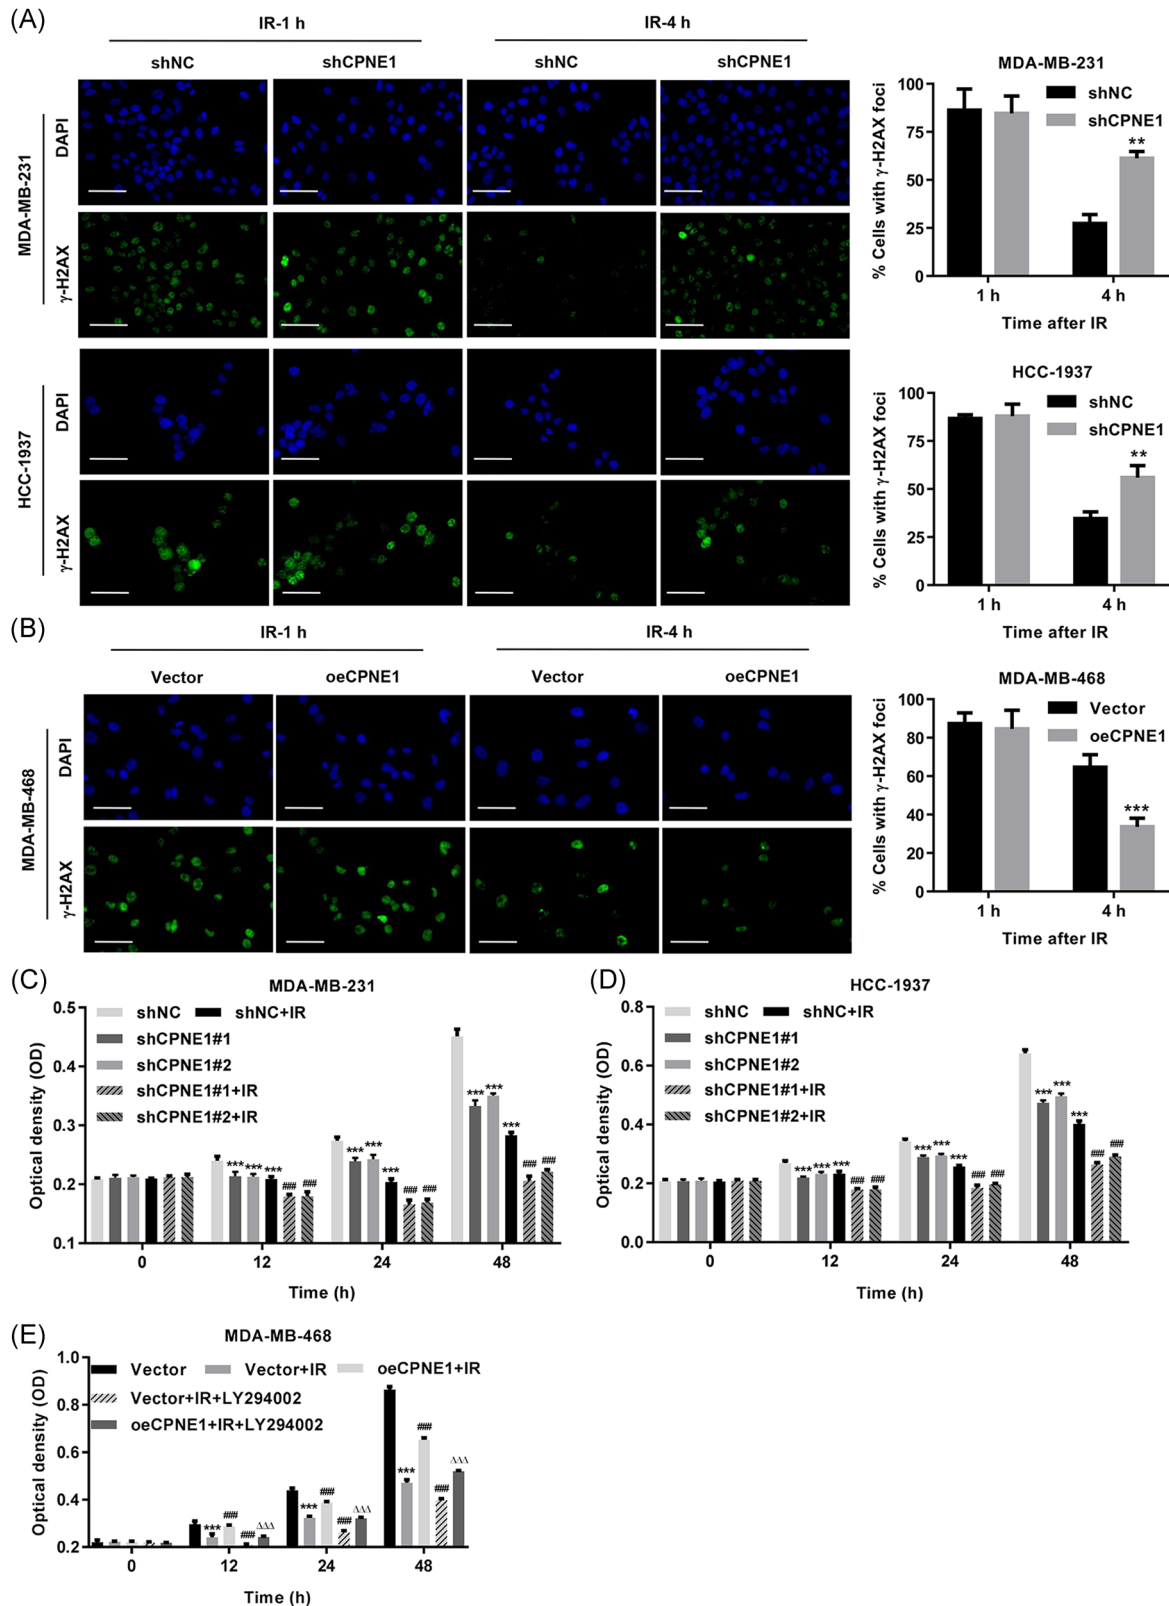 (A)
IR-1 h
IR-4 h
shNC
shCPNE1
shNC
shCPNE1
MDA-MB-231
DAPI
γ-H2AX
HCC-1937
DAPI
γ-H2AX
MDA-MB-231
shNC
shCPNE1
**
% Cells with γ-H2AX foci
100
75
50
25
0
1 h
4 h
Time after IR
HCC-1937
shNC
shCPNE1
**
% Cells with γ-H2AX foci
100
75
50
25
0
1 h
4 h
Time after IR
(B)
IR-1 h
IR-4 h
Vector
oeCPNE1
Vector
oeCPNE1
MDA-MB-468
DAPI
γ-H2AX
MDA-MB-468
Vector
oeCPNE1
***
% Cells with γ-H2AX foci
100
80
60
40
20
0
1 h
4 h
Time after IR
(C)
MDA-MB-231
shNC
shNC+IR
shCPNE1#1
shCPNE1#2
shCPNE1#1+IR
shCPNE1#2+IR
Optical density (OD)
0.5
0.4
0.3
0.2
0.1
*** *** ***
### ###
*** *** ***
### ###
*** *** ***
### ###
0
12
24
48
Time (h)
(D)
HCC-1937
shNC
shNC+IR
shCPNE1#1
shCPNE1#2
shCPNE1#1+IR
shCPNE1#2+IR
Optical density (OD)
0.8
0.6
0.4
0.2
0.0
*** *** ***
### ###
*** *** ***
### ###
*** *** ***
### ###
0
12
24
48
Time (h)
(E)
MDA-MB-468
Vector
Vector+IR
oeCPNE1+IR
Vector+IR+LY294002
oeCPNE1+IR+LY294002
Optical density (OD)
1.0
0.8
0.6
0.4
0.2
*** ### ### ΔΔΔ
*** ### ### ΔΔΔ
*** ### ### ΔΔΔ
0
12
24
48
Time (h)